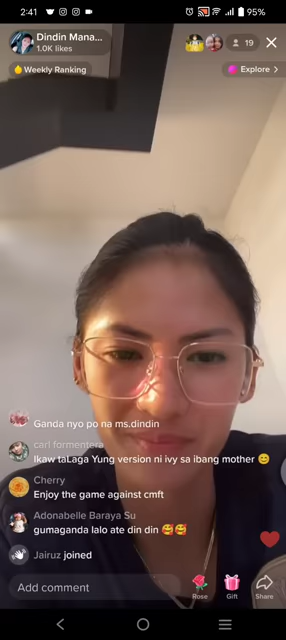 2:41
95%
Dindin Mana...
1.0K likes
19
Weekly Ranking
Explore >
Ganda nyo po na ms.dindin
carl formentera
Ikaw taLaga Yung version ni ivy sa ibang mother 😊
Cherry
Enjoy the game against cmft
Adonabelle Baraya Su
gumaganda lalo ate din din 🥰🥰
Jairuz joined
Add comment
Rose
Gift
Share